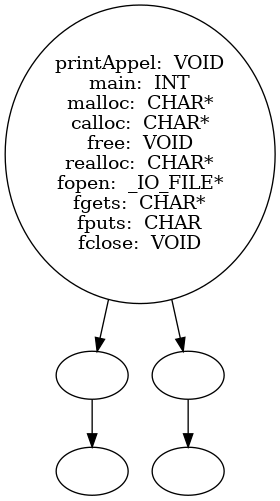 printAppel: VOID
main: INT
malloc: CHAR*
calloc: CHAR*
free: VOID
realloc: CHAR*
fopen: _IO_FILE*
fgets: CHAR*
fputs: CHAR
fclose: VOID